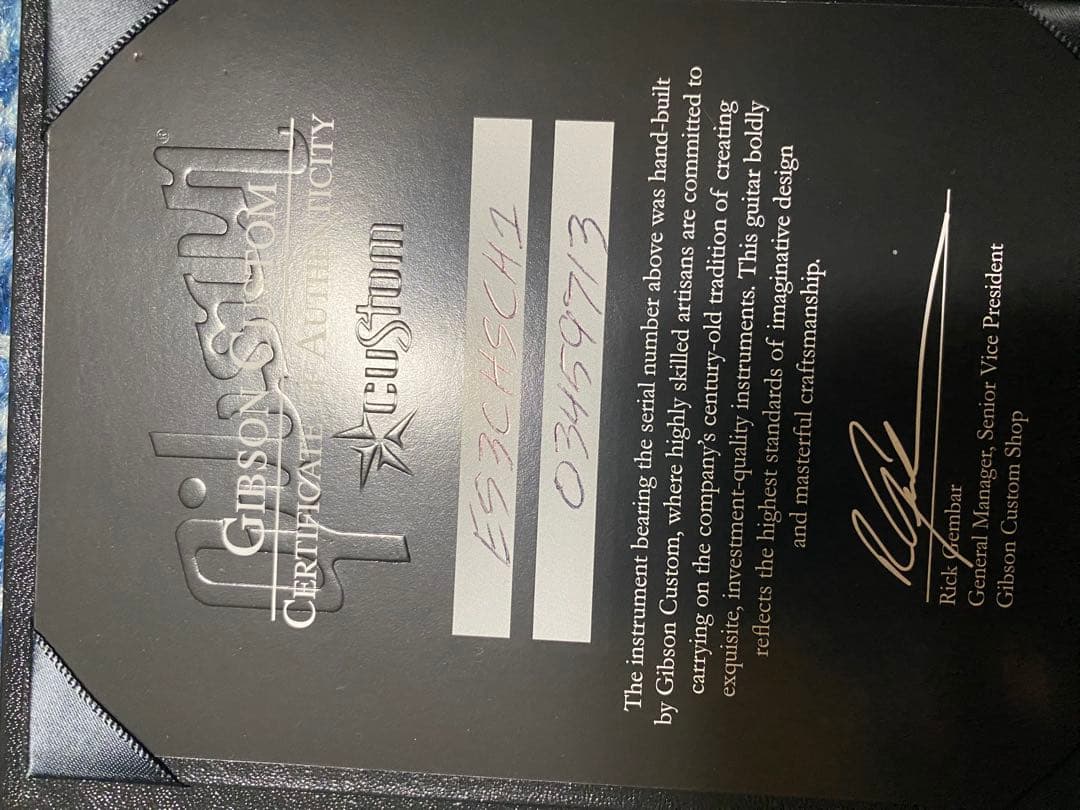 Gibson®
GIBSON CUSTOM
CERTIFICATE OF AUTHENTICITY
CUSTOM
ES3CHSCH1
03459713
The instrument bearing the serial number above was hand-built
by Gibson Custom, where highly skilled artisans are committed to
carrying on the company's century-old tradition of creating
exquisite, investment-quality instruments. This guitar boldly
reflects the highest standards of imaginative design
and masterful craftsmanship.
Rick Gembar
General Manager, Senior Vice President
Gibson Custom Shop